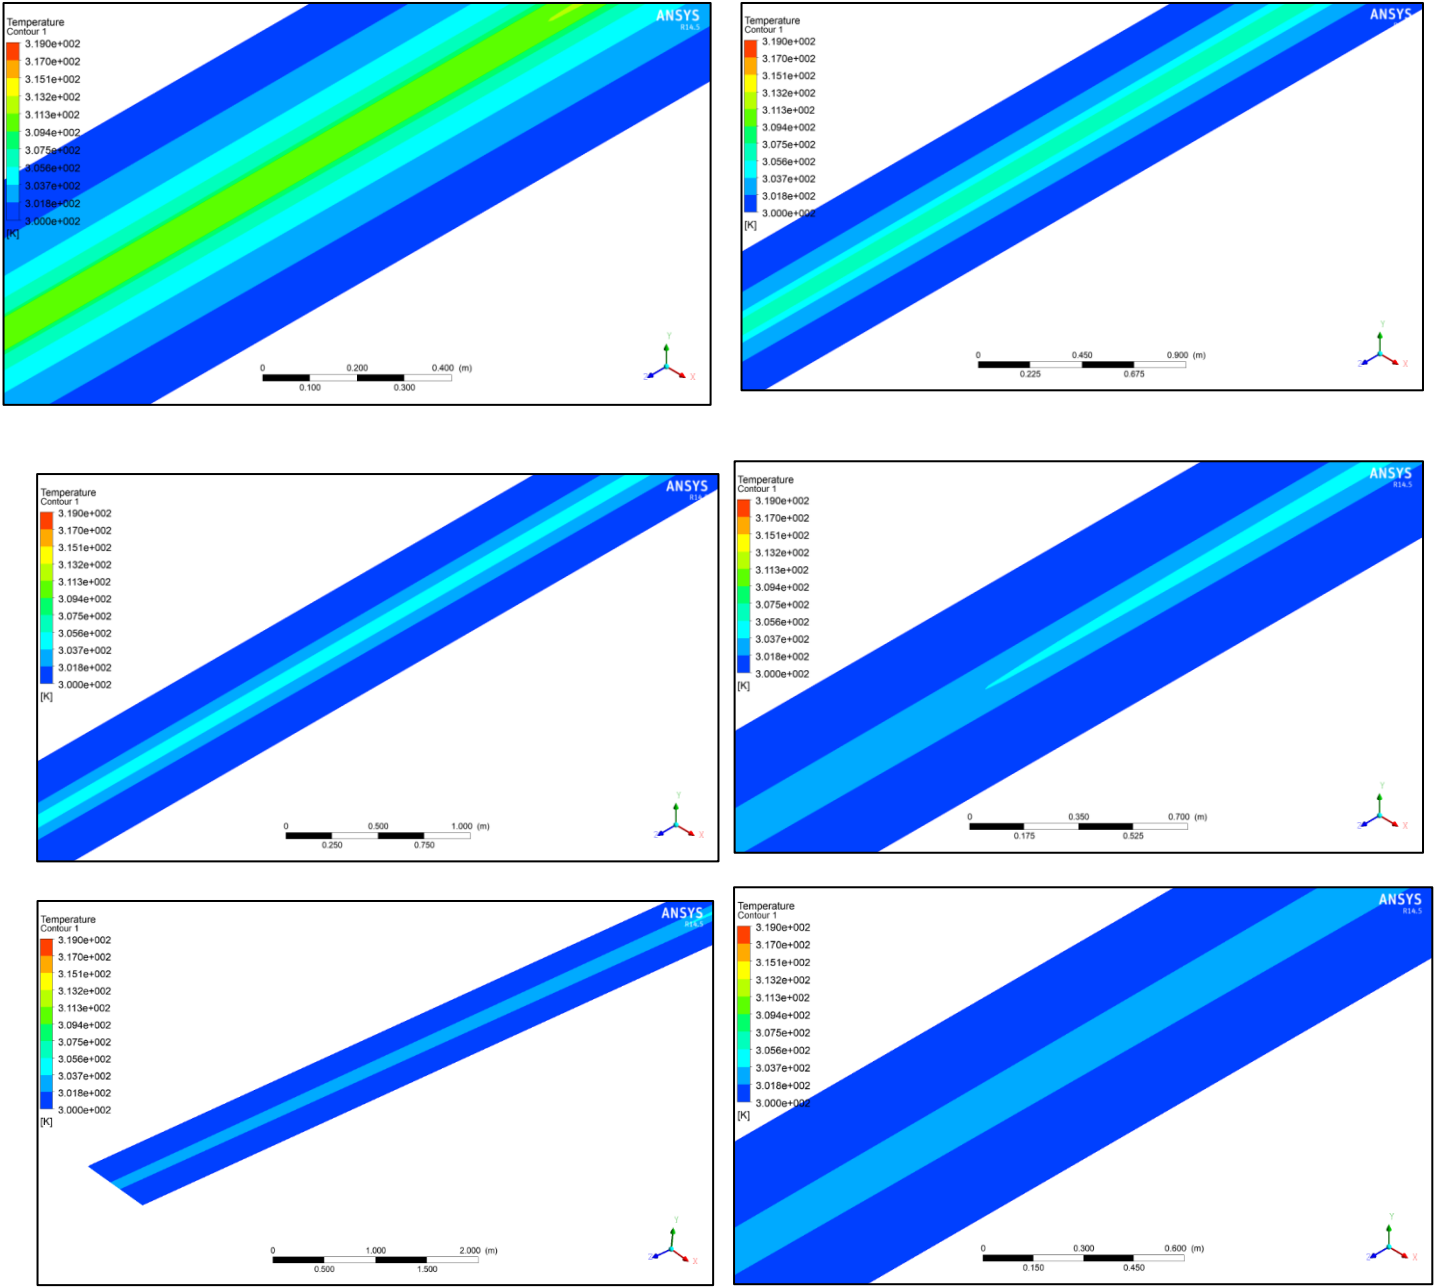 Temperature
Contour 1
ANSYS
R14.5
3.190e+002
3.170e+002
3.151e+002
3.132e+002
3.113e+002
3.094e+002
3.075e+002
3.056e+002
3.037e+002
3.018e+002
3.000e+002
[K]
0 0.200 0.400 (m)
0.100 0.300
Y
Z X
Temperature
Contour 1
ANSYS
R14.5
3.190e+002
3.170e+002
3.151e+002
3.132e+002
3.113e+002
3.094e+002
3.075e+002
3.056e+002
3.037e+002
3.018e+002
3.000e+002
[K]
0 0.450 0.900 (m)
0.225 0.675
Y
Z X
Temperature
Contour 1
ANSYS
3.190e+002
3.170e+002
3.151e+002
3.132e+002
3.113e+002
3.094e+002
3.075e+002
3.056e+002
3.037e+002
3.018e+002
3.000e+002
[K]
0 0.500 1.000 (m)
0.250 0.750
Y
Z X
Temperature
Contour 1
ANSYS
R14.5
3.190e+002
3.170e+002
3.151e+002
3.132e+002
3.113e+002
3.094e+002
3.075e+002
3.056e+002
3.037e+002
3.018e+002
3.000e+002
[K]
0 0.350 0.700 (m)
0.175 0.525
Y
Z X
Temperature
Contour 1
ANSYS
R14.5
3.190e+002
3.170e+002
3.151e+002
3.132e+002
3.113e+002
3.094e+002
3.075e+002
3.056e+002
3.037e+002
3.018e+002
3.000e+002
[K]
0 1.000 2.000 (m)
0.500 1.500
Y
Z X
Temperature
Contour 1
ANSYS
R14.5
3.190e+002
3.170e+002
3.151e+002
3.132e+002
3.113e+002
3.094e+002
3.075e+002
3.056e+002
3.037e+002
3.018e+002
3.000e+002
[K]
0 0.300 0.600 (m)
0.150 0.450
Y
Z X